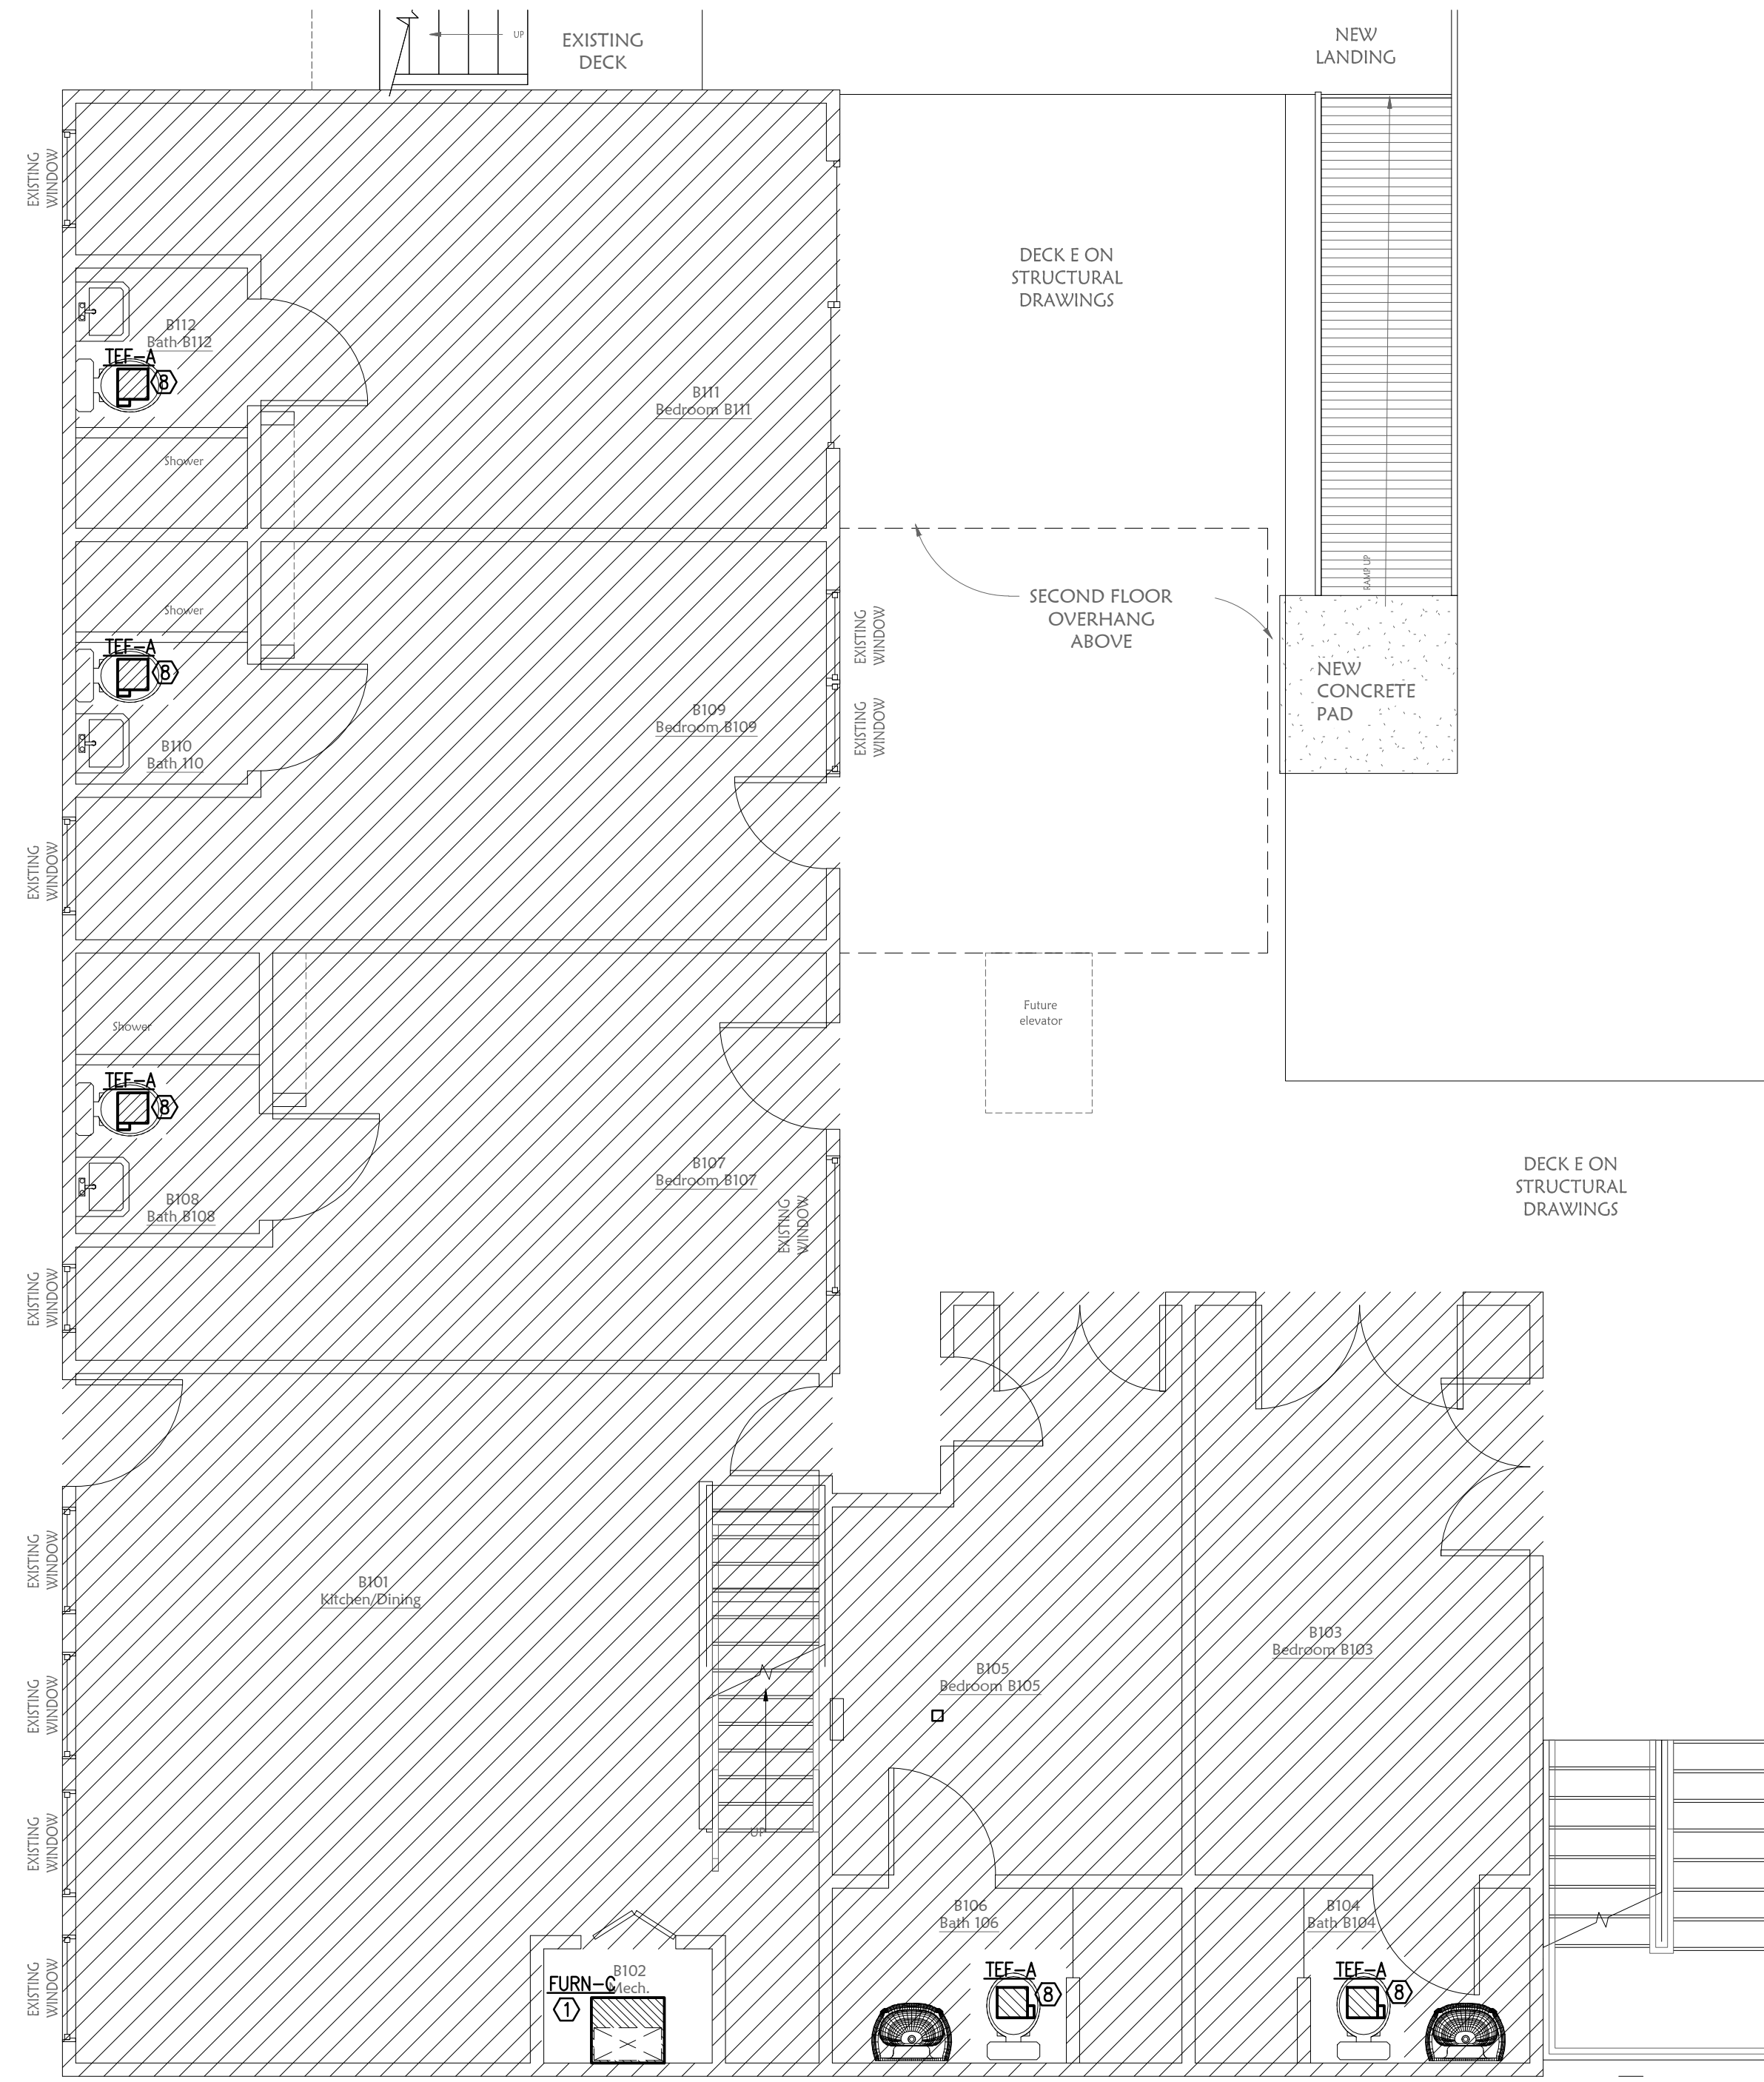 UP
EXISTING
DECK
NEW
LANDING
EXISTING
WINDOW
DECK E ON
STRUCTURAL
DRAWINGS
B112
Bath B112
TEF-A
8
B111
Bedroom B111
Shower
RAMP UP
SECOND FLOOR
OVERHANG
ABOVE
EXISTING
WINDOW
Shower
TEF-A
8
NEW
CONCRETE
PAD
B109
Bedroom B109
EXISTING
WINDOW
B110
Bath 110
EXISTING
WINDOW
Future
elevator
Shower
TEF-A
8
B107
Bedroom B107
DECK E ON
STRUCTURAL
DRAWINGS
B108
Bath B108
EXISTING
WINDOW
EXISTING
WINDOW
EXISTING
WINDOW
B101
Kitchen/Dining
B103
Bedroom B103
B105
Bedroom B105
EXISTING
WINDOW
UP
EXISTING
WINDOW
B106
Bath 106
B104
Bath B104
EXISTING
WINDOW
B102
Mech.
FURN-C
1
TEF-A
8
TEF-A
8